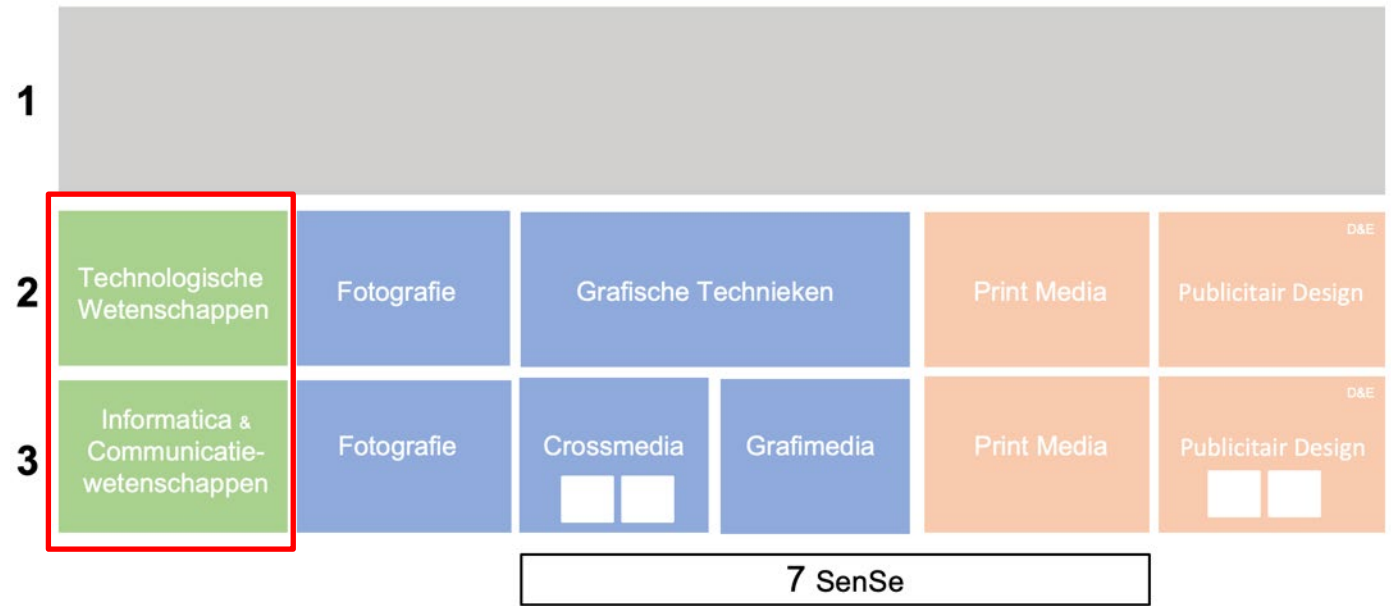 1
2
Technologische
Wetenschappen
Fotografie
Grafische Technieken
Print Media
D&E
Publicitair Design
3
Informatica &
Communicatie-
wetenschappen
Fotografie
Crossmedia
Grafimedia
Print Media
D&E
Publicitair Design
7 SenSe